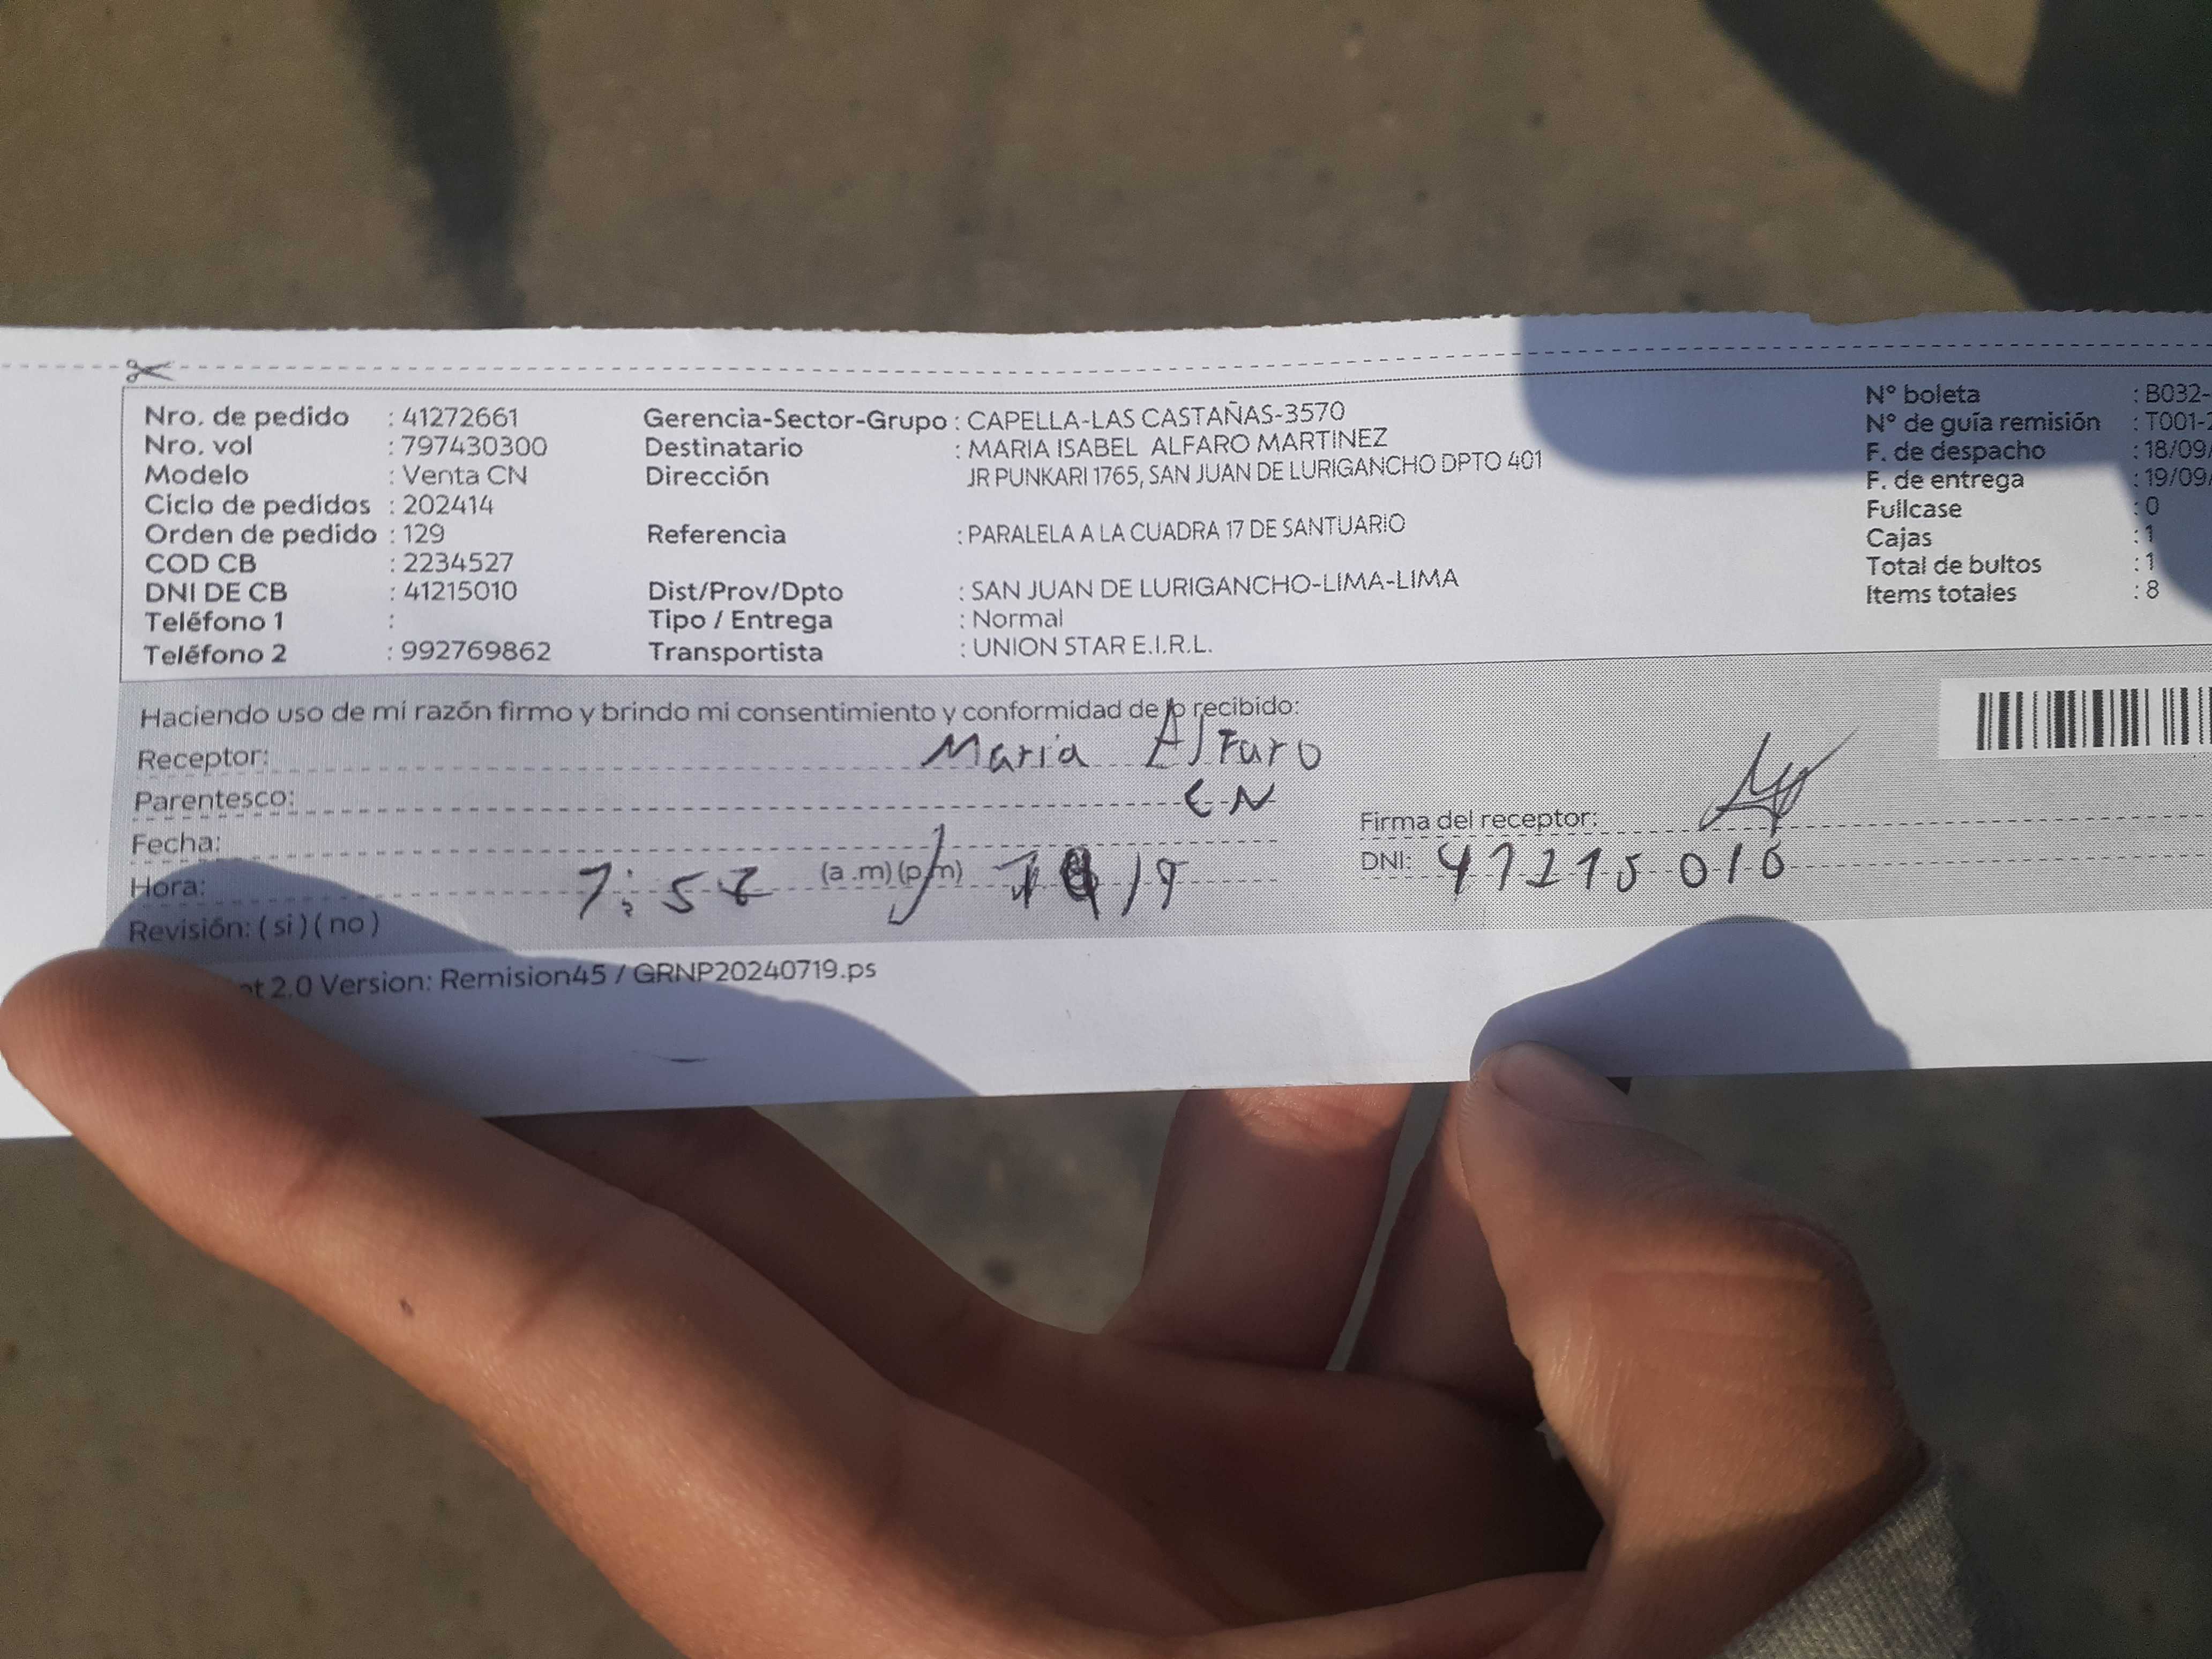 Nro. de pedido : 41272661
Nro. vol : 797430300
Modelo : Venta CN
Ciclo de pedidos : 202414
Orden de pedido : 129
COD CB : 2234527
DNI DE CB : 41215010
Teléfono 1 :
Teléfono 2 : 992769862
Gerencia-Sector-Grupo : CAPELLA-LAS CASTAÑAS-3570
Destinatario : MARIA ISABEL ALFARO MARTINEZ
Dirección JR PUNKARI 1765, SAN JUAN DE LURIGANCHO DPTO 401
Referencia : PARALELA A LA CUADRA 17 DE SANTUARIO
Dist/Prov/Dpto : SAN JUAN DE LURIGANCHO-LIMA-LIMA
Tipo / Entrega : Normal
Transportista : UNION STAR E.I.R.L.
N° boleta : B032-
N° de guía remisión : T001-2
F. de despacho : 18/09/
F. de entrega : 19/09/
Fullcase : 0
Cajas : 1
Total de bultos : 1
Items totales : 8
Haciendo uso de mi razón firmo y brindo mi consentimiento y conformidad de lo recibido:
Receptor: Maria Alfaro
Parentesco: EN
Fecha:
Hora: (a.m) (p.m)
Revisión: ( si ) ( no )
Firma del receptor:
DNI: 41215010
2.0 Version: Remision45 / GRNP20240719.ps